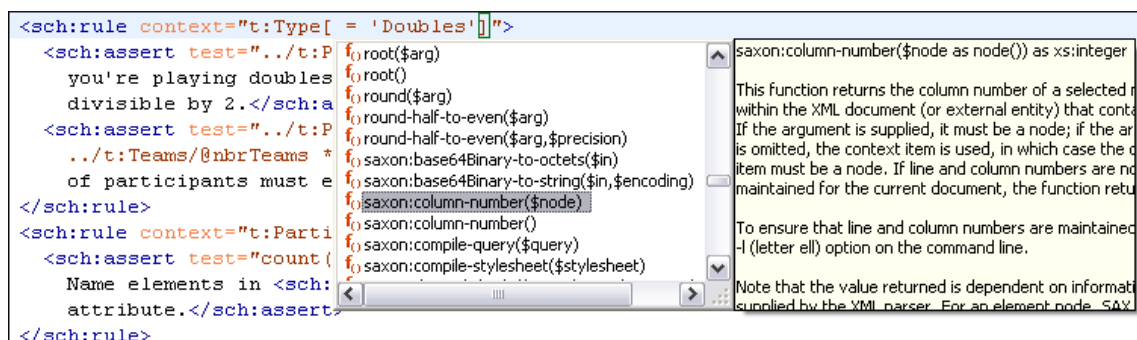 <sch:rule context="t:Type[ = 'Doubles']">
<sch:assert test="../t:P
you're playing doubles
divisible by 2.</sch:a
<sch:assert test="../t:P
../t:Teams/@nbrTeams *
of participants must e
</sch:rule>
<sch:rule context="t:Parti
<sch:assert test="count(
Name elements in <sch:
attribute.</sch:assert>
</sch:rule>
f() root($arg)
f() root()
f() round($arg)
f() round-half-to-even($arg)
f() round-half-to-even($arg,$precision)
f() saxon:base64Binary-to-octets($in)
f() saxon:base64Binary-to-string($in,$encoding)
f() saxon:column-number($node)
f() saxon:column-number()
f() saxon:compile-query($query)
f() saxon:compile-stylesheet($stylesheet)
saxon:column-number($node as node()) as xs:integer
This function returns the column number of a selected
within the XML document (or external entity) that conta
If the argument is supplied, it must be a node; if the ar
is omitted, the context item is used, in which case the
item must be a node. If line and column numbers are
maintained for the current document, the function retu
To ensure that line and column numbers are maintained
-l (letter ell) option on the command line.
Note that the value returned is dependent on informati
supplied by the XML parser. For an element node, SAX